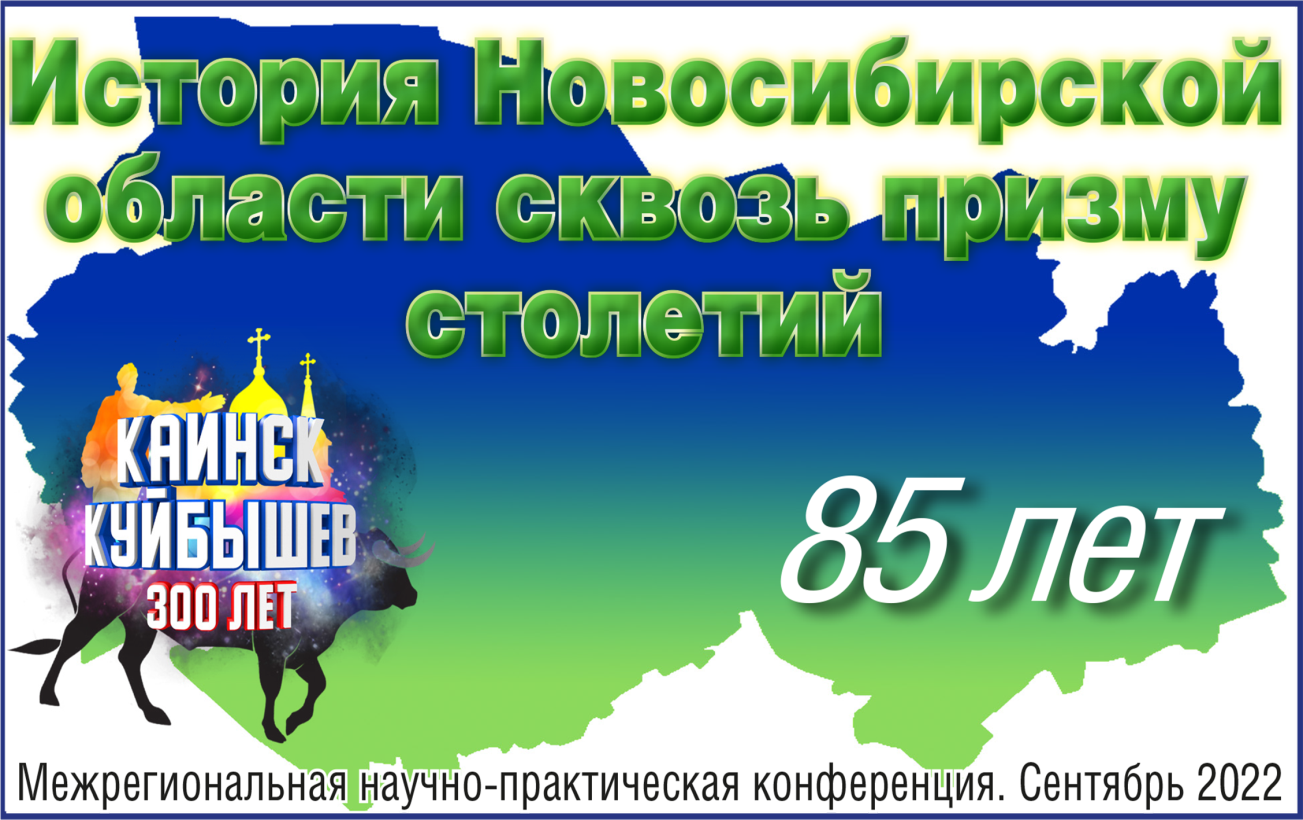 История Новосибирской
области сквозь призму
столетий
КАИНСК
КУЙБЫШЕВ
300 ЛЕТ
85 лет
Межрегиональная научно-практическая конференция. Сентябрь 2022